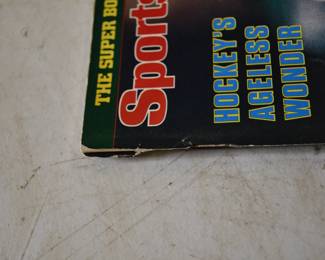 THE SUPER BO
Sports
HOCKEY'S
AGELESS
WONDER